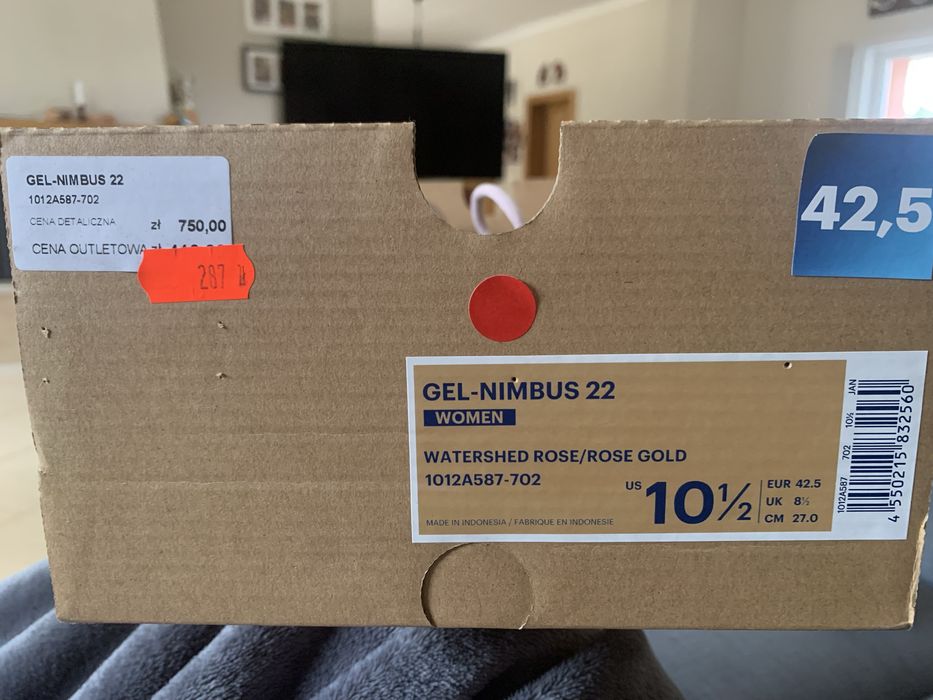 GEL-NIMBUS 22
1012A587-702
CENA DETALICZNA zł 750,00
CENA OUTLETOWA zł
287 zł
42,5
GEL-NIMBUS 22
WOMEN
WATERSHED ROSE/ROSE GOLD
1012A587-702
MADE IN INDONESIA / FABRIQUE EN INDONESIE
US 10½
EUR 42.5
UK 8½
CM 27.0
1012A587 702 10½ JAN
4 550215 832560